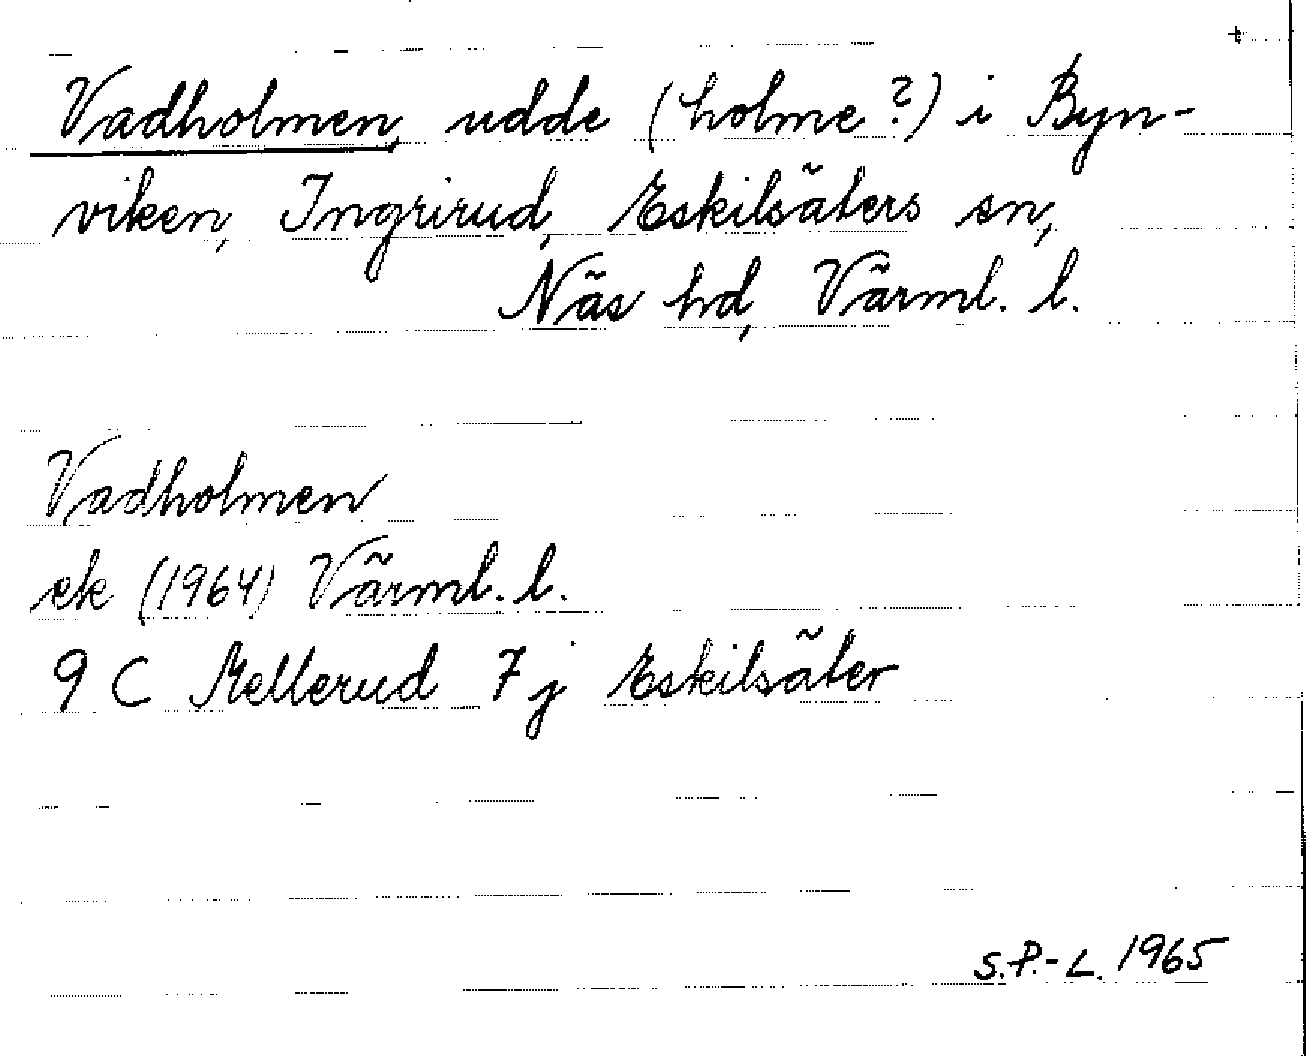 Vadholmen, udde (holme?) i Byn-
viken, Ingrirud, Eskilsäters sn,
Näs hd, Värml. l.
Vadholmen
ek (1964) Värml. l.
9 C Mellerud 7 j Eskilsäter
S.P.-L. 1965